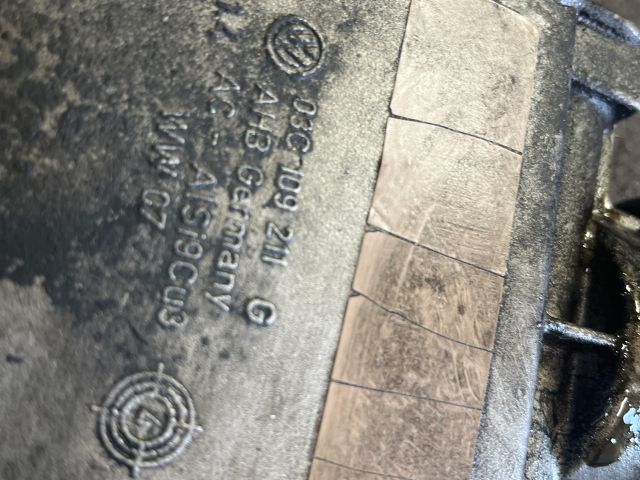 03C 109 211 G
AHB Germany
AC - AlSi9Cu3
WW 07